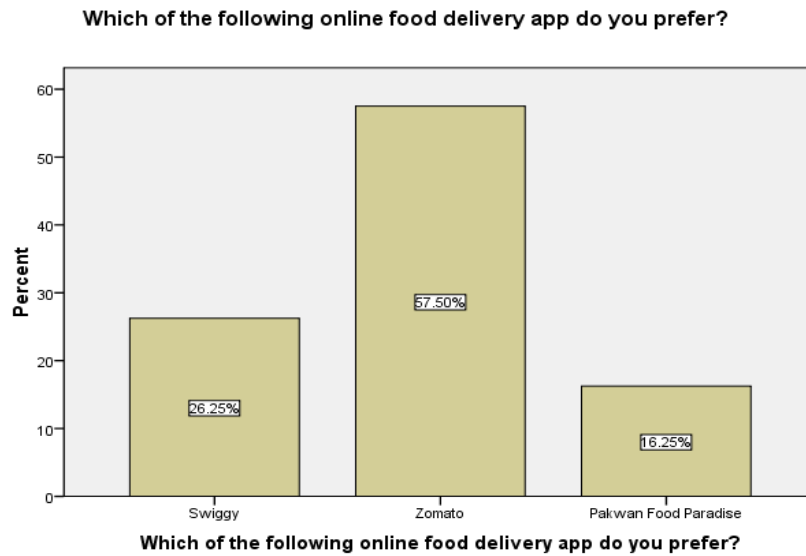 Which of the following online food delivery app do you prefer?
60
50
40
30
20
10
0
Percent
26.25%
57.50%
16.25%
Swiggy
Zomato
Pakwan Food Paradise
Which of the following online food delivery app do you prefer?